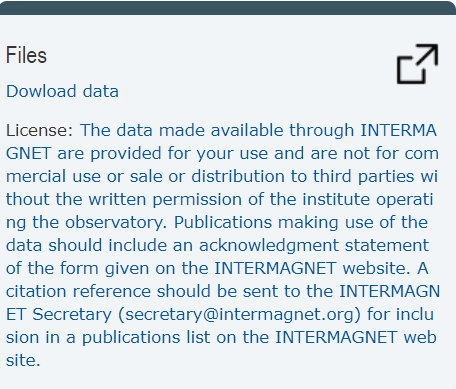 Files
Dowload data
License: The data made available through INTERMA
GNET are provided for your use and are not for com
mercial use or sale or distribution to third parties wi
thout the written permission of the institute operati
ng the observatory. Publications making use of the
data should include an acknowledgment statement
of the form given on the INTERMAGNET website. A
citation reference should be sent to the INTERMAGN
ET Secretary (secretary@intermagnet.org) for inclu
sion in a publications list on the INTERMAGNET web
site.